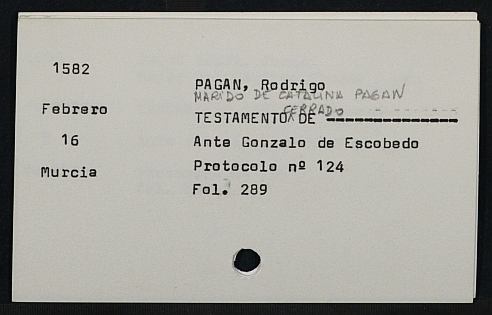 1582
Febrero
16
Murcia
PAGAN, Rodrigo
MARIDO DE CATALINA PAGAN
CERRADO
TESTAMENTO DE ---------------
Ante Gonzalo de Escobedo
Protocolo nº 124
Fol. 289